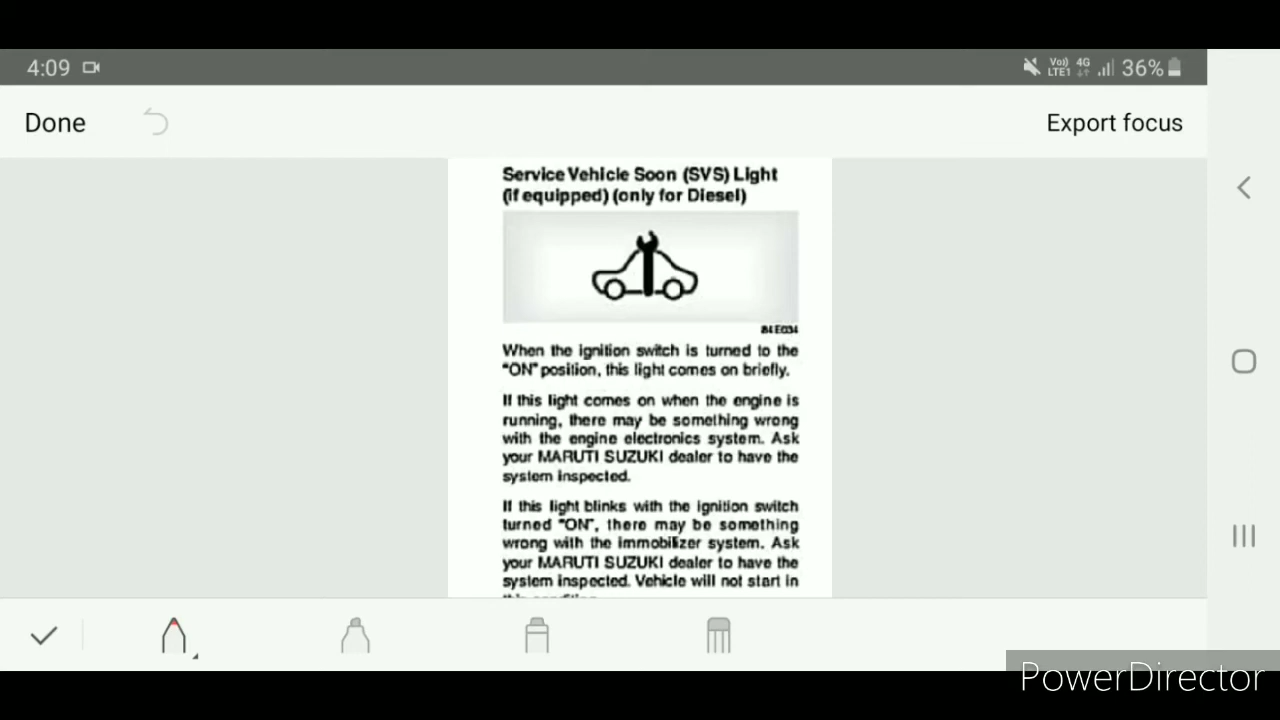 4:09
Vo)) LTE1 4G 36%
Done
Export focus
Service Vehicle Soon (SVS) Light
(if equipped) (only for Diesel)
84E034
When the ignition switch is turned to the
"ON" position, this light comes on briefly.
If this light comes on when the engine is
running, there may be something wrong
with the engine electronics system. Ask
your MARUTI SUZUKI dealer to have the
system inspected.
If this light blinks with the ignition switch
turned "ON", there may be something
wrong with the immobilizer system. Ask
your MARUTI SUZUKI dealer to have the
system inspected. Vehicle will not start in
PowerDirector